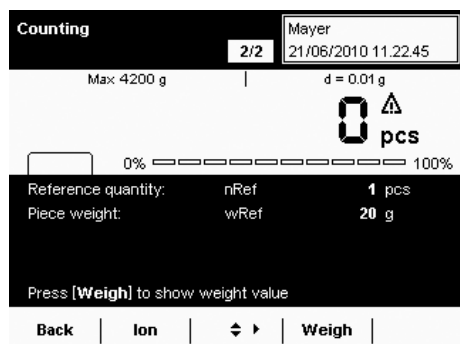 Counting
2/2
Mayer
21/06/2010 11.22.45
Max 4200 g
d = 0.01 g
0 pcs
0%
100%
Reference quantity: nRef 1 pcs
Piece weight: wRef 20 g
Press [Weigh] to show weight value
Back Ion Weigh